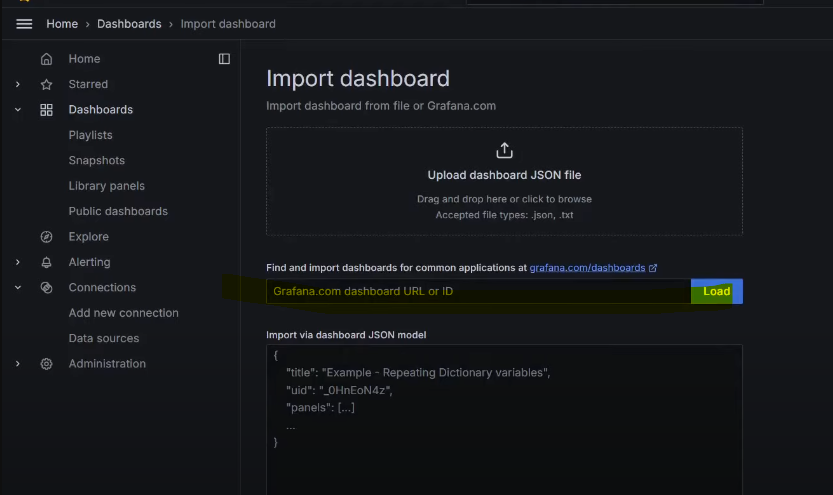 Home › Dashboards › Import dashboard
Home
Starred
Dashboards
Playlists
Snapshots
Library panels
Public dashboards
Explore
Alerting
Connections
Add new connection
Data sources
Administration
Import dashboard
Import dashboard from file or Grafana.com
Upload dashboard JSON file
Drag and drop here or click to browse
Accepted file types: .json, .txt
Find and import dashboards for common applications at grafana.com/dashboards
Grafana.com dashboard URL or ID
Load
Import via dashboard JSON model
{
"title": "Example - Repeating Dictionary variables",
"uid": "_0HnEoN4z",
"panels": [...]
...
}